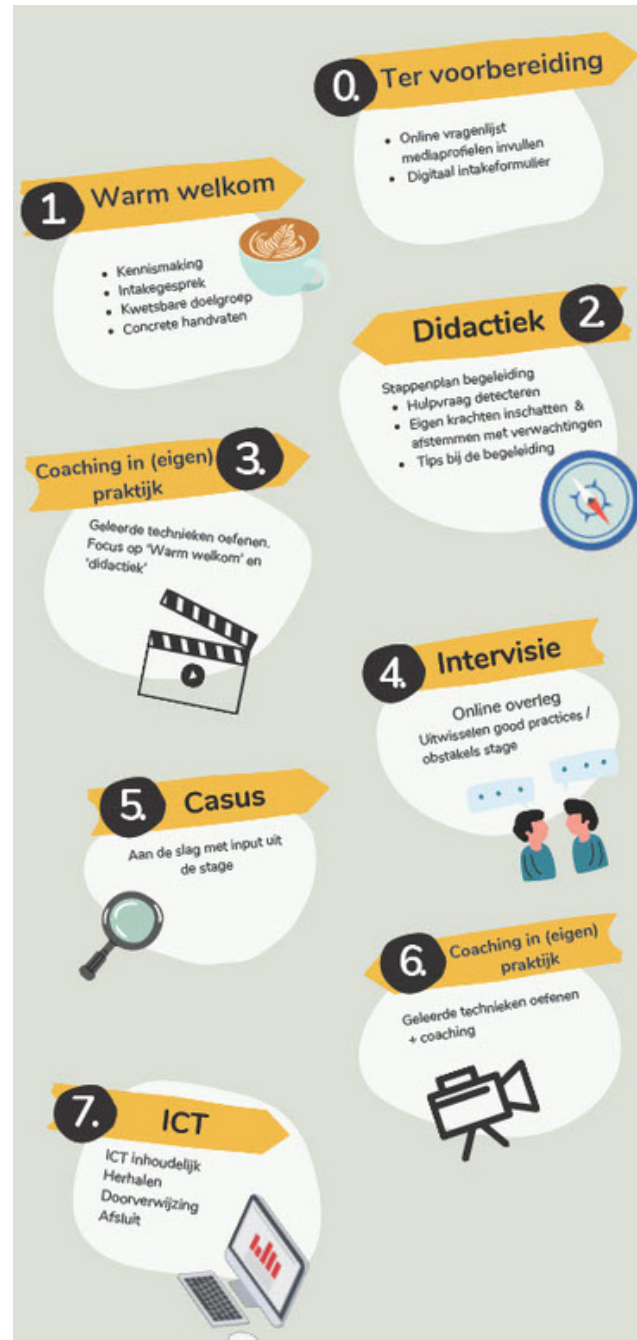 0. Ter voorbereiding
• Online vragenlijst
mediaprofielen invullen
• Digitaal intakeformulier
1. Warm welkom
• Kennismaking
• Intakegesprek
• Kwetsbare doelgroep
• Concrete handvaten
2. Didactiek
Stappenplan begeleiding
• Hulpvraag detecteren
• Eigen krachten inschatten &
afstemmen met verwachtingen
• Tips bij de begeleiding
3. Coaching in (eigen)
praktijk
Geleerde technieken oefenen.
Focus op 'Warm welkom' en
'didactiek'
4. Intervisie
Online overleg
Uitwisselen good practices /
obstakels stage
5. Casus
Aan de slag met input uit
de stage
6. Coaching in (eigen)
praktijk
Geleerde technieken oefenen
+ coaching
7. ICT
ICT inhoudelijk
Herhalen
Doorverwijzing
Afsluit